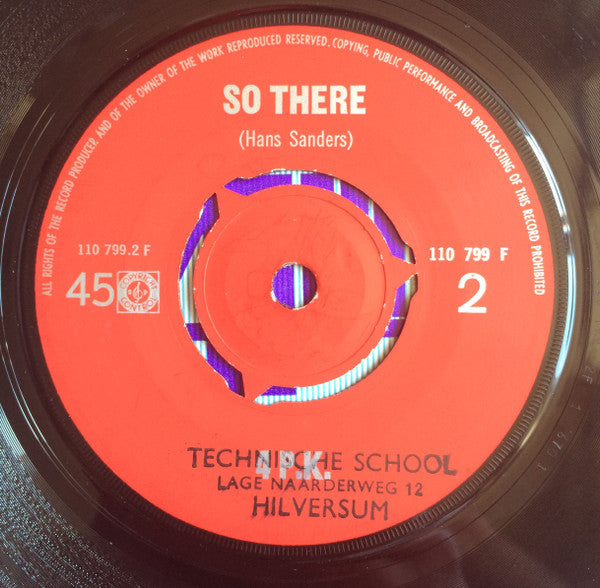 ALL RIGHTS OF THE RECORD PRODUCER AND OF THE OWNER OF THE WORK REPRODUCED RESERVED. COPYING, PUBLIC PERFORMANCE AND BROADCASTING OF THIS RECORD PROHIBITED
SO THERE
(Hans Sanders)
110 799.2 F
110 799 F
45
COPYRIGHT CONTROL
2
4 P.K.
TECHNISCHE SCHOOL
LAGE NAARDERWEG 12
HILVERSUM